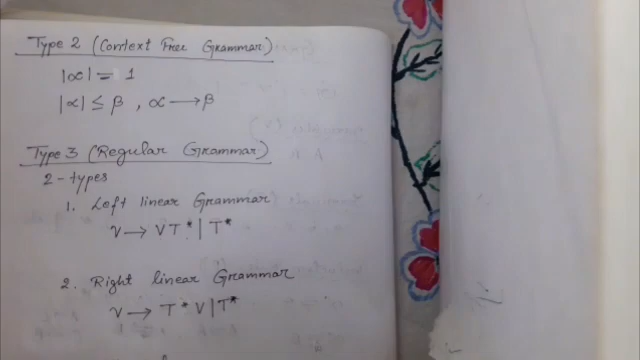 Type 2 (Context Free Grammar)
|α| = 1
|α| ≤ β , α → β
Type 3 (Regular Grammar)
2-types
1. Left linear Grammar
V → VT* | T*
2. Right linear Grammar
V → T* V | T*